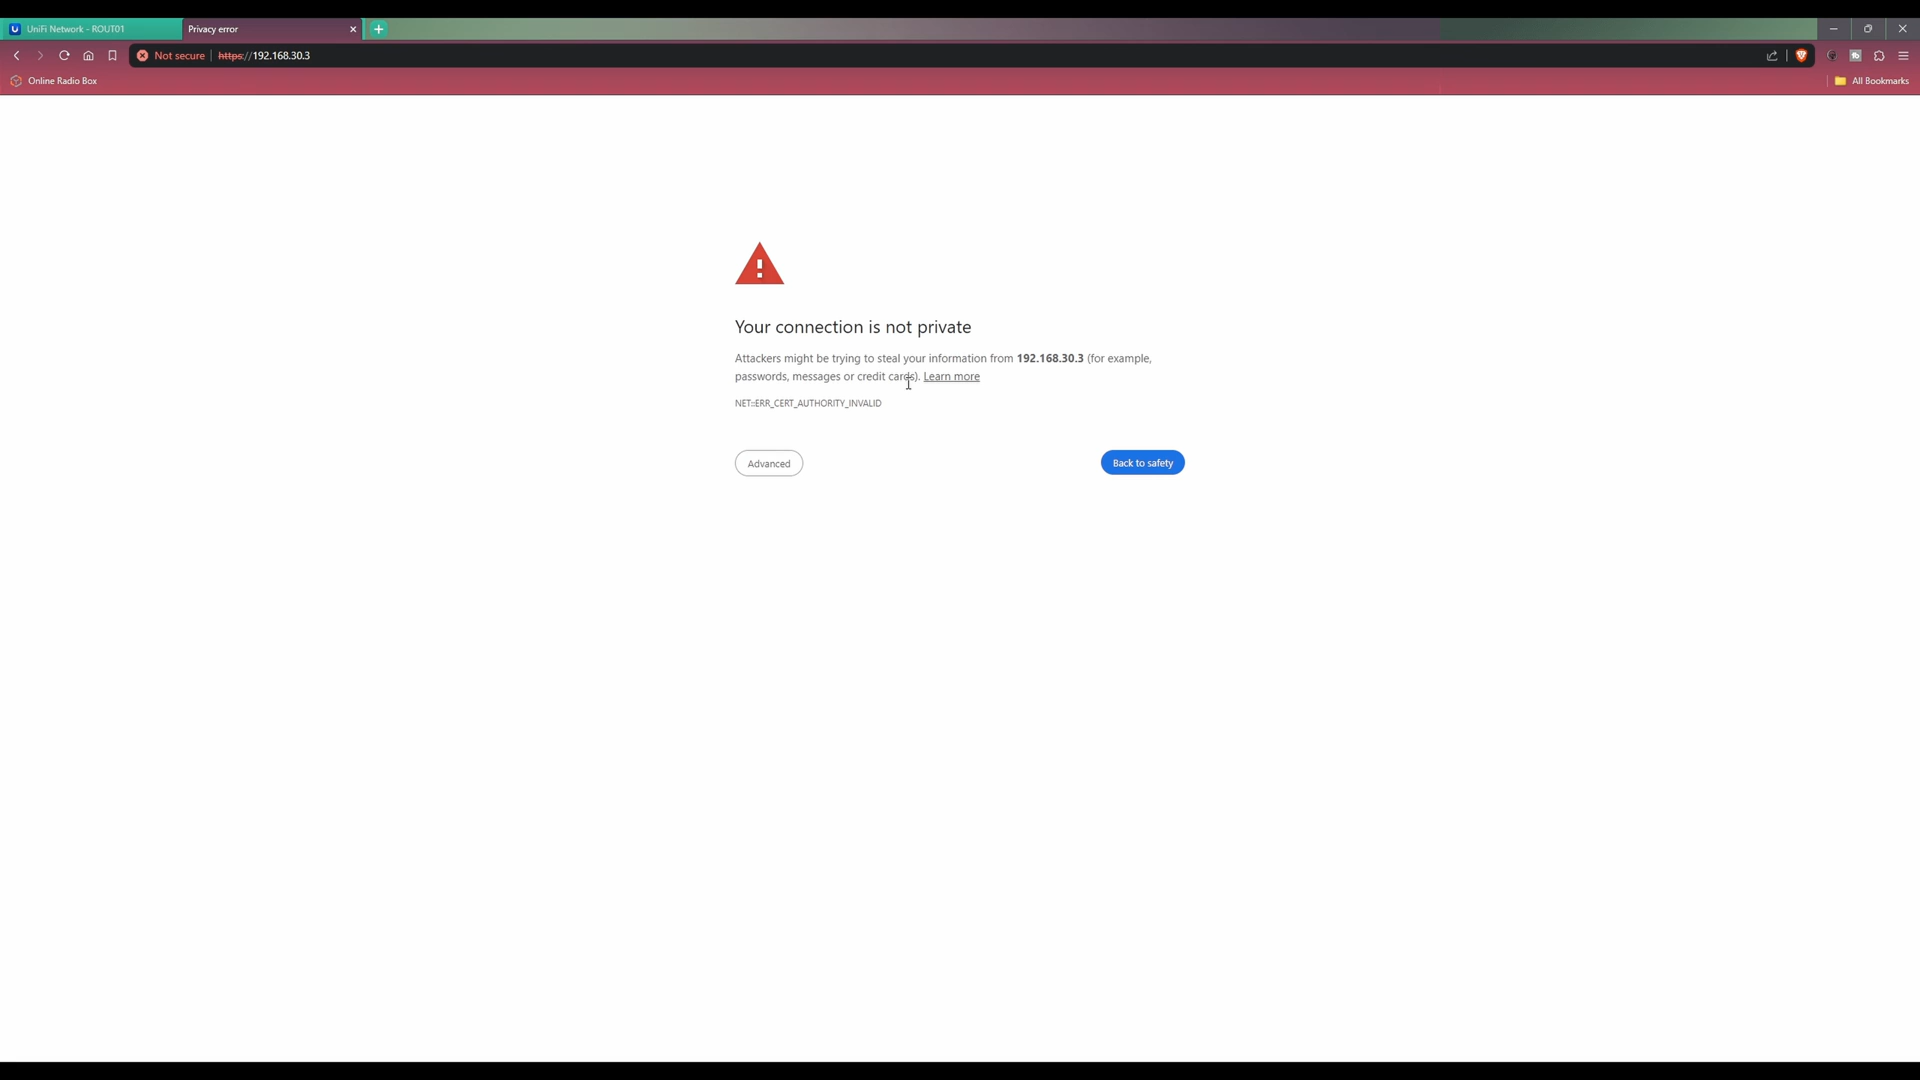 UniFi Network - ROUT01
Privacy error
Not secure
https://192.168.30.3
Online Radio Box
All Bookmarks
Your connection is not private
Attackers might be trying to steal your information from 192.168.30.3 (for example,
passwords, messages or credit cards). Learn more
NET::ERR_CERT_AUTHORITY_INVALID
Advanced
Back to safety